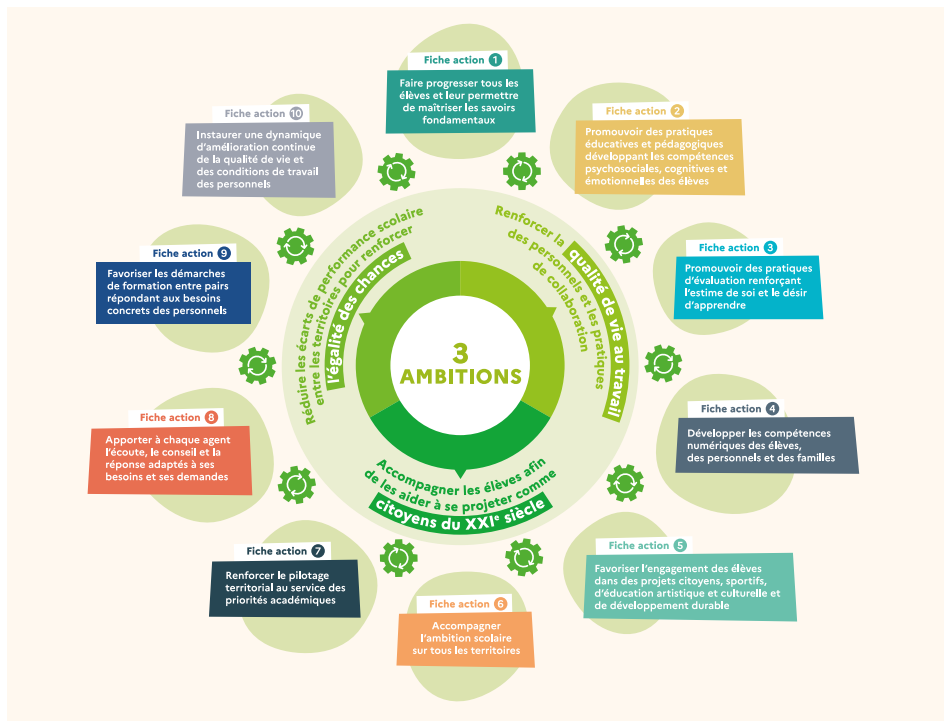 3
AMBITIONS
Réduire les écarts de performance scolaire
entre les territoires pour renforcer
l'égalité des chances
Renforcer la qualité de vie au travail
des personnels et les pratiques
de collaboration
Accompagner les élèves afin
de les aider à se projeter comme
citoyens du XXIe siècle
Fiche action 1
Faire progresser tous les
élèves et leur permettre
de maîtriser les savoirs
fondamentaux
Fiche action 2
Promouvoir des pratiques
éducatives et pédagogiques
développant les compétences
psychosociales, cognitives et
émotionnelles des élèves
Fiche action 3
Promouvoir des pratiques
d'évaluation renforçant
l'estime de soi et le désir
d'apprendre
Fiche action 4
Développer les compétences
numériques des élèves,
des personnels et des familles
Fiche action 5
Favoriser l'engagement des élèves
dans des projets citoyens, sportifs,
d'éducation artistique et culturelle et
de développement durable
Fiche action 6
Accompagner
l'ambition scolaire
sur tous les territoires
Fiche action 7
Renforcer le pilotage
territorial au service des
priorités académiques
Fiche action 8
Apporter à chaque agent
l'écoute, le conseil et la
réponse adaptés à ses
besoins et ses demandes
Fiche action 9
Favoriser les démarches
de formation entre pairs
répondant aux besoins
concrets des personnels
Fiche action 10
Instaurer une dynamique
d'amélioration continue
de la qualité de vie et
des conditions de travail
des personnels